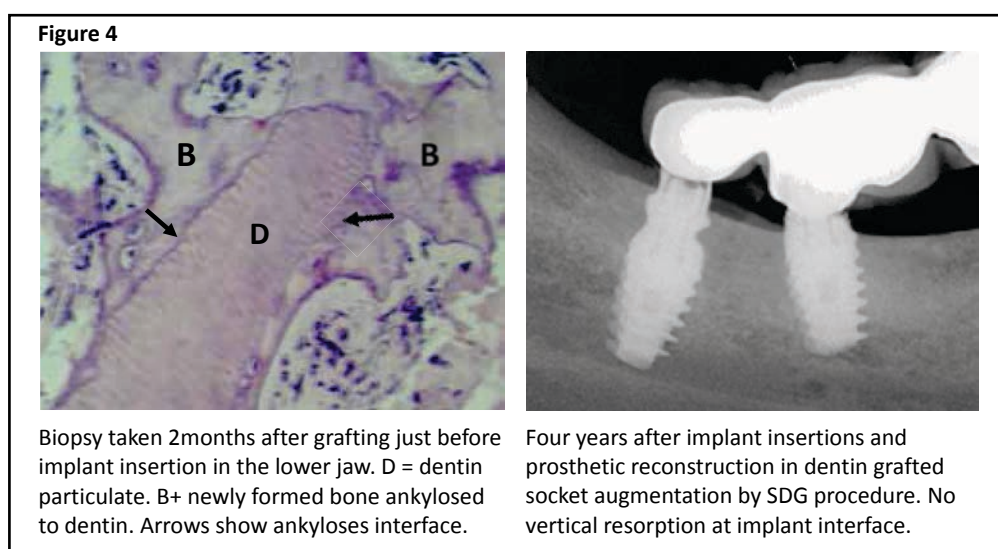 Figure 4
B
B
D
Biopsy taken 2months after grafting just before
implant insertion in the lower jaw. D = dentin
particulate. B+ newly formed bone ankylosed
to dentin. Arrows show ankyloses interface.
Four years after implant insertions and
prosthetic reconstruction in dentin grafted
socket augmentation by SDG procedure. No
vertical resorption at implant interface.